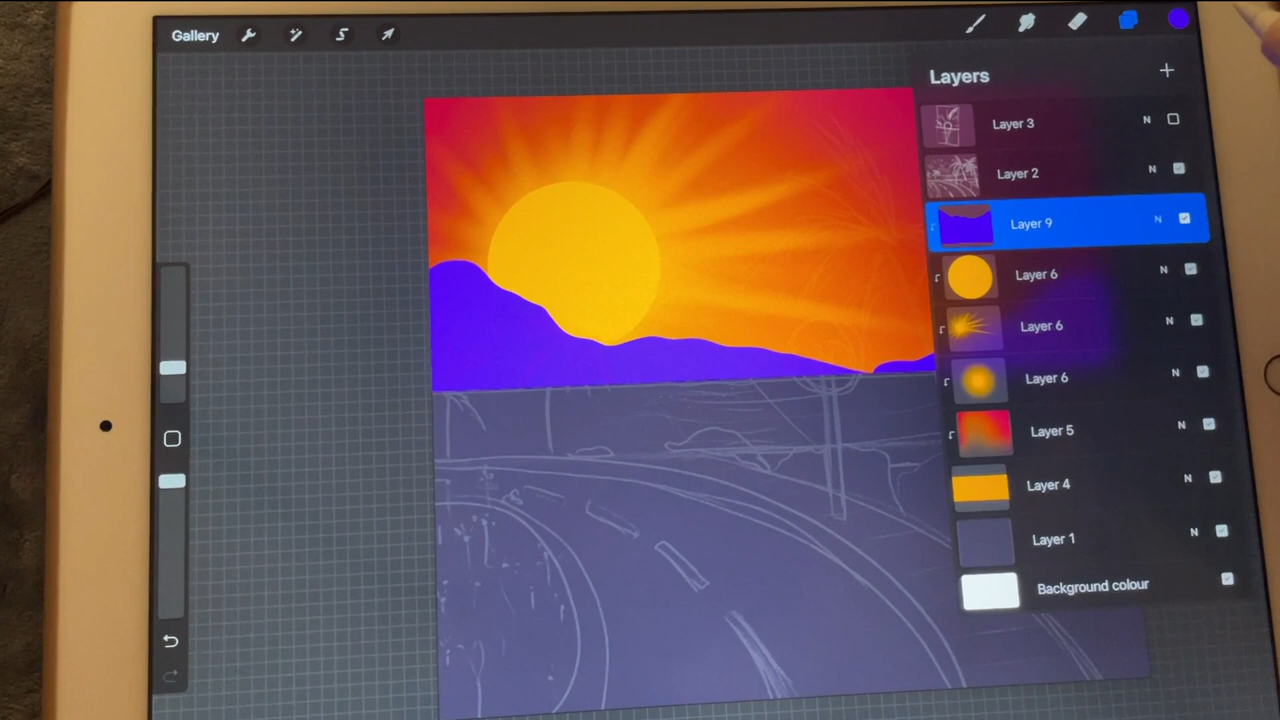 Gallery
Layers
Layer 3 N
Layer 2 N
Layer 9 N
Layer 6 N
Layer 6 N
Layer 6 N
Layer 5 N
Layer 4 N
Layer 1 N
Background colour